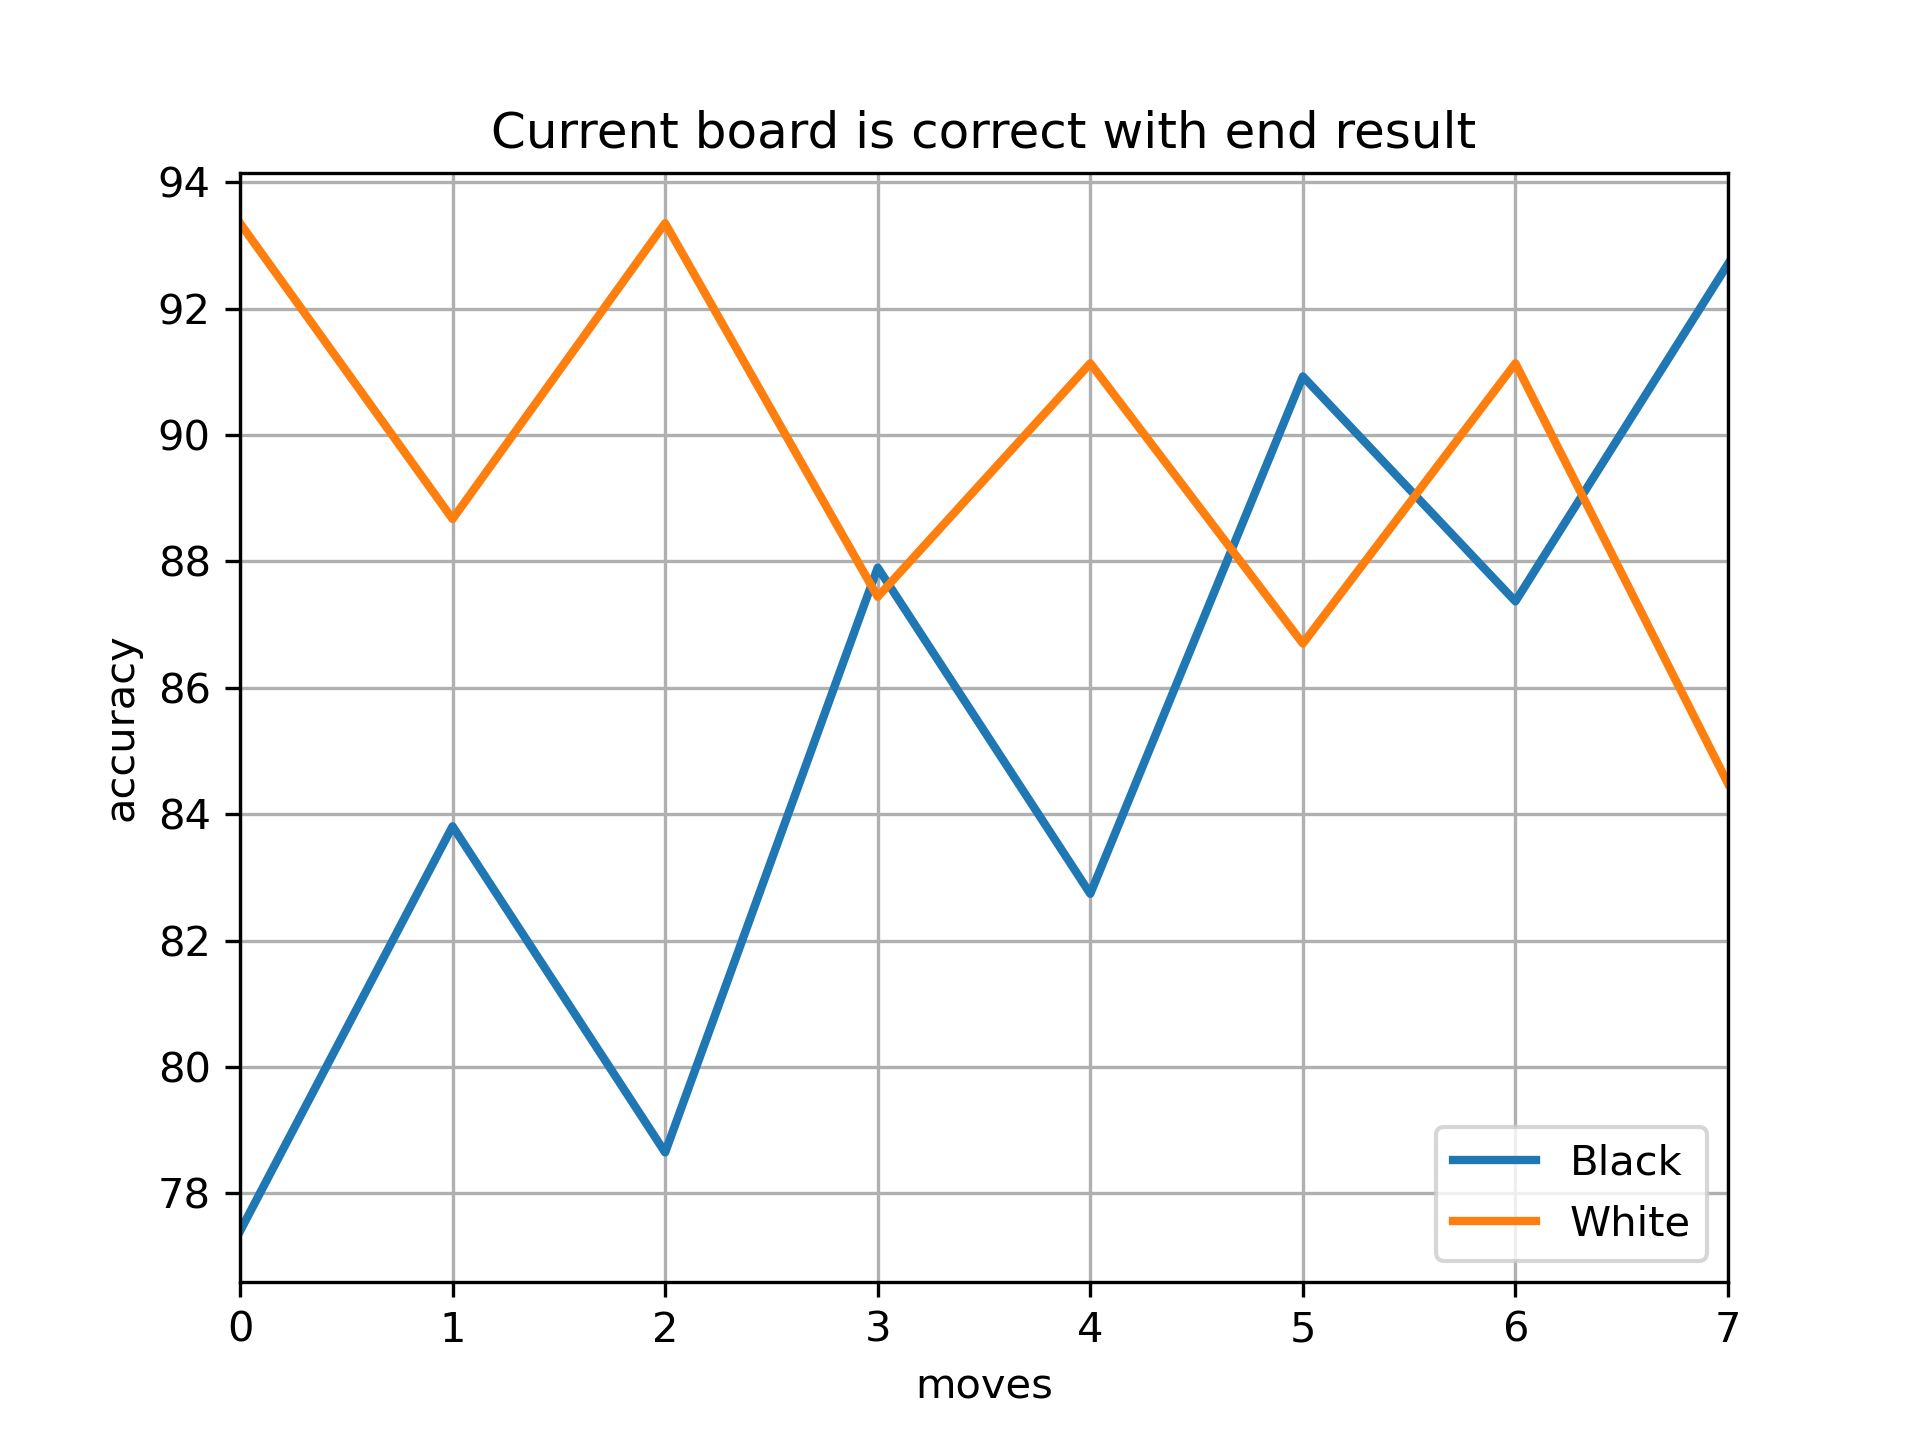 Current board is correct with end result
94
92
90
88
86
84
82
80
78
accuracy
0 1 2 3 4 5 6 7
moves
Black
White